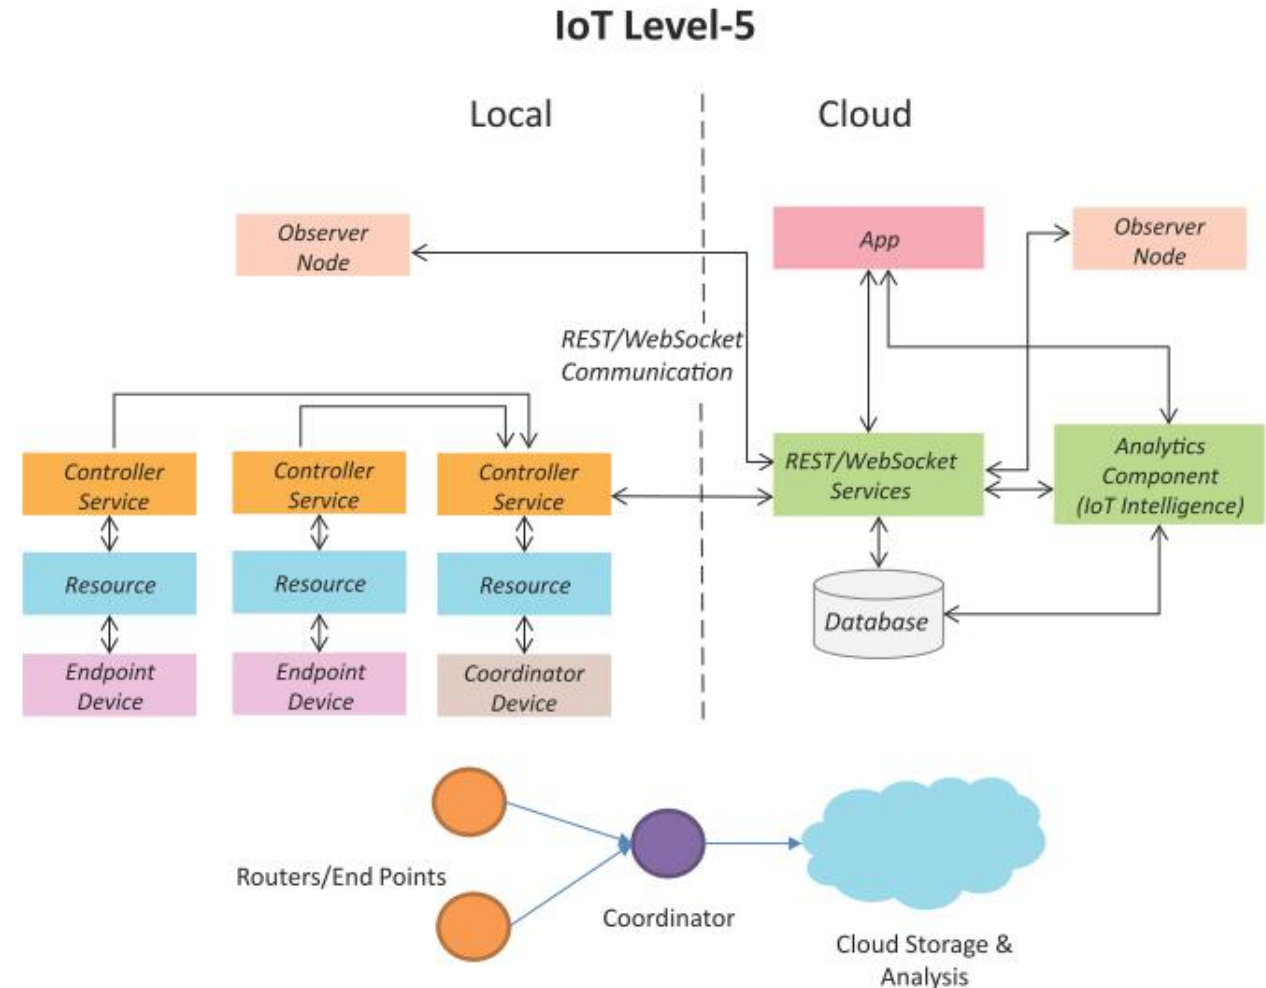 IoT Level-5
Local
Cloud
Observer
Node
App
Observer
Node
REST/WebSocket
Communication
Controller
Service
Controller
Service
Controller
Service
REST/WebSocket
Services
Analytics
Component
(IoT Intelligence)
Resource
Resource
Resource
Database
Endpoint
Device
Endpoint
Device
Coordinator
Device
Routers/End Points
Coordinator
Cloud Storage &
Analysis